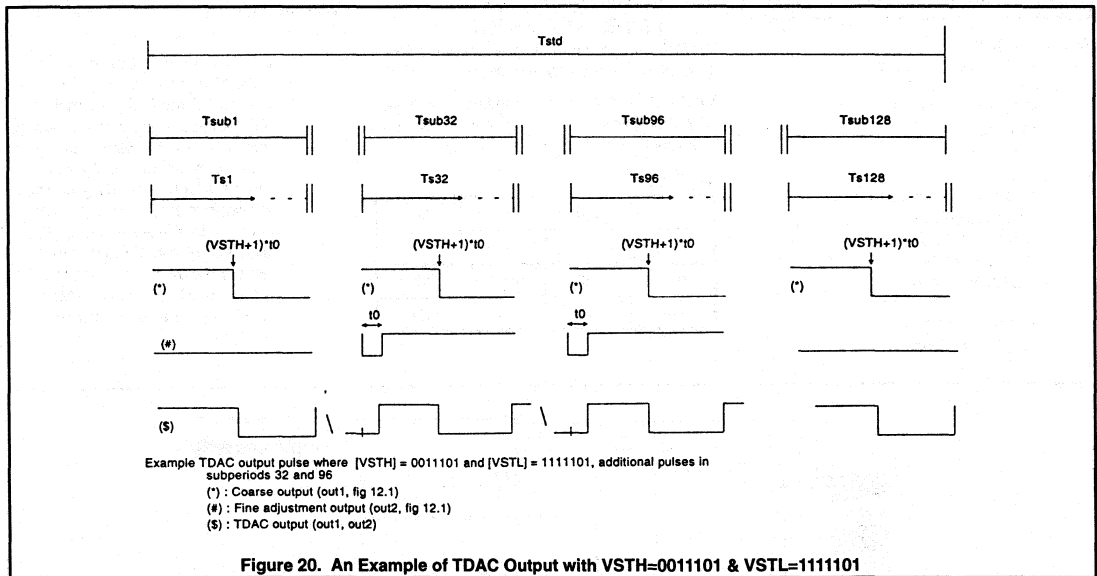 Tstd
Tsub1 Tsub32 Tsub96 Tsub128
Ts1 Ts32 Ts96 Ts128
(VSTH+1)*t0 (VSTH+1)*t0 (VSTH+1)*t0 (VSTH+1)*t0
(*) (*) (*) (*)
t0 t0
(#)
($)
Example TDAC output pulse where [VSTH] = 0011101 and [VSTL] = 1111101, additional pulses in
subperiods 32 and 96
(*) : Coarse output (out1, fig 12.1)
(#) : Fine adjustment output (out2, fig 12.1)
($) : TDAC output (out1, out2)
Figure 20. An Example of TDAC Output with VSTH=0011101 & VSTL=1111101